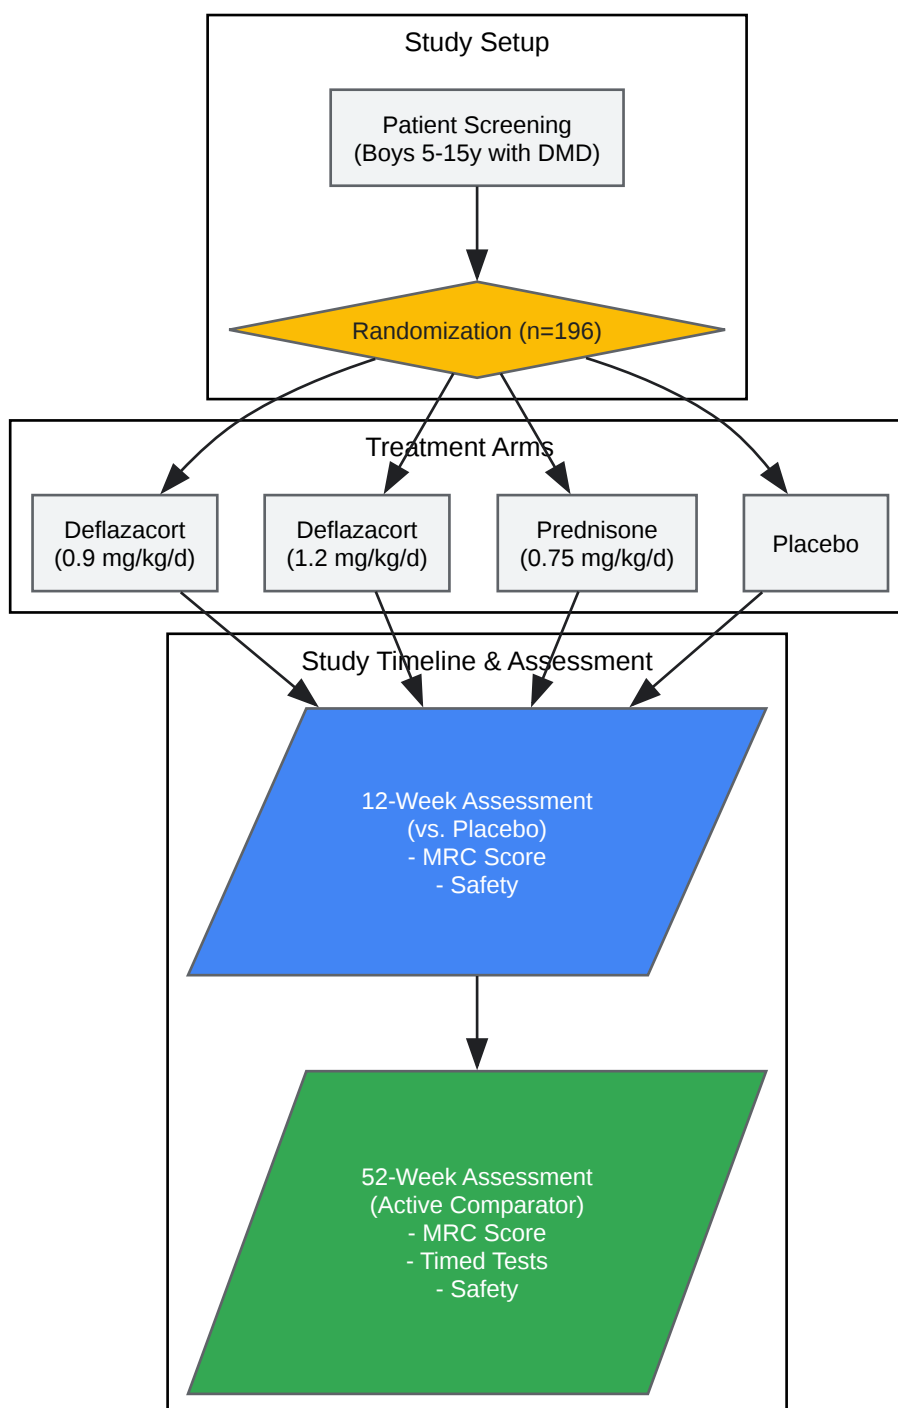 Study Setup
Patient Screening
(Boys 5-15y with DMD)
Randomization (n=196)
Treatment Arms
Deflazacort
(0.9 mg/kg/d)
Deflazacort
(1.2 mg/kg/d)
Prednisone
(0.75 mg/kg/d)
Placebo
Study Timeline & Assessment
12-Week Assessment
(vs. Placebo)
- MRC Score
- Safety
52-Week Assessment
(Active Comparator)
- MRC Score
- Timed Tests
- Safety